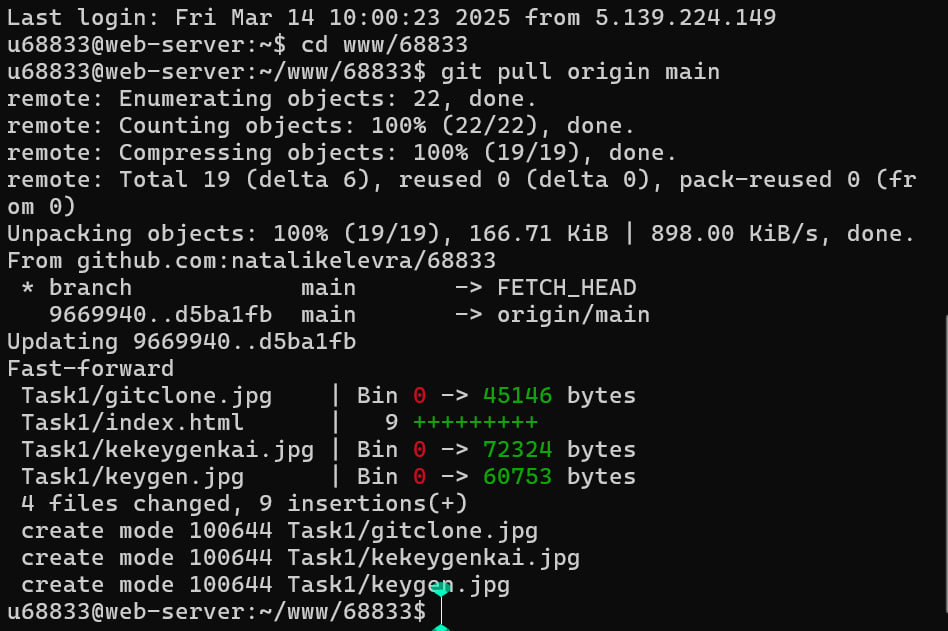 Last login: Fri Mar 14 10:00:23 2025 from 5.139.224.149
u68833@web-server:~$ cd www/68833
u68833@web-server:~/www/68833$ git pull origin main
remote: Enumerating objects: 22, done.
remote: Counting objects: 100% (22/22), done.
remote: Compressing objects: 100% (19/19), done.
remote: Total 19 (delta 6), reused 0 (delta 0), pack-reused 0 (fr
om 0)
Unpacking objects: 100% (19/19), 166.71 KiB | 898.00 KiB/s, done.
From github.com:natalikelevra/68833
 * branch            main       -> FETCH_HEAD
   9669940..d5ba1fb  main       -> origin/main
Updating 9669940..d5ba1fb
Fast-forward
 Task1/gitclone.jpg    | Bin 0 -> 45146 bytes
 Task1/index.html      |   9 +++++++++
 Task1/kekeygenkai.jpg | Bin 0 -> 72324 bytes
 Task1/keygen.jpg      | Bin 0 -> 60753 bytes
 4 files changed, 9 insertions(+)
 create mode 100644 Task1/gitclone.jpg
 create mode 100644 Task1/kekeygenkai.jpg
 create mode 100644 Task1/keygen.jpg
u68833@web-server:~/www/68833$